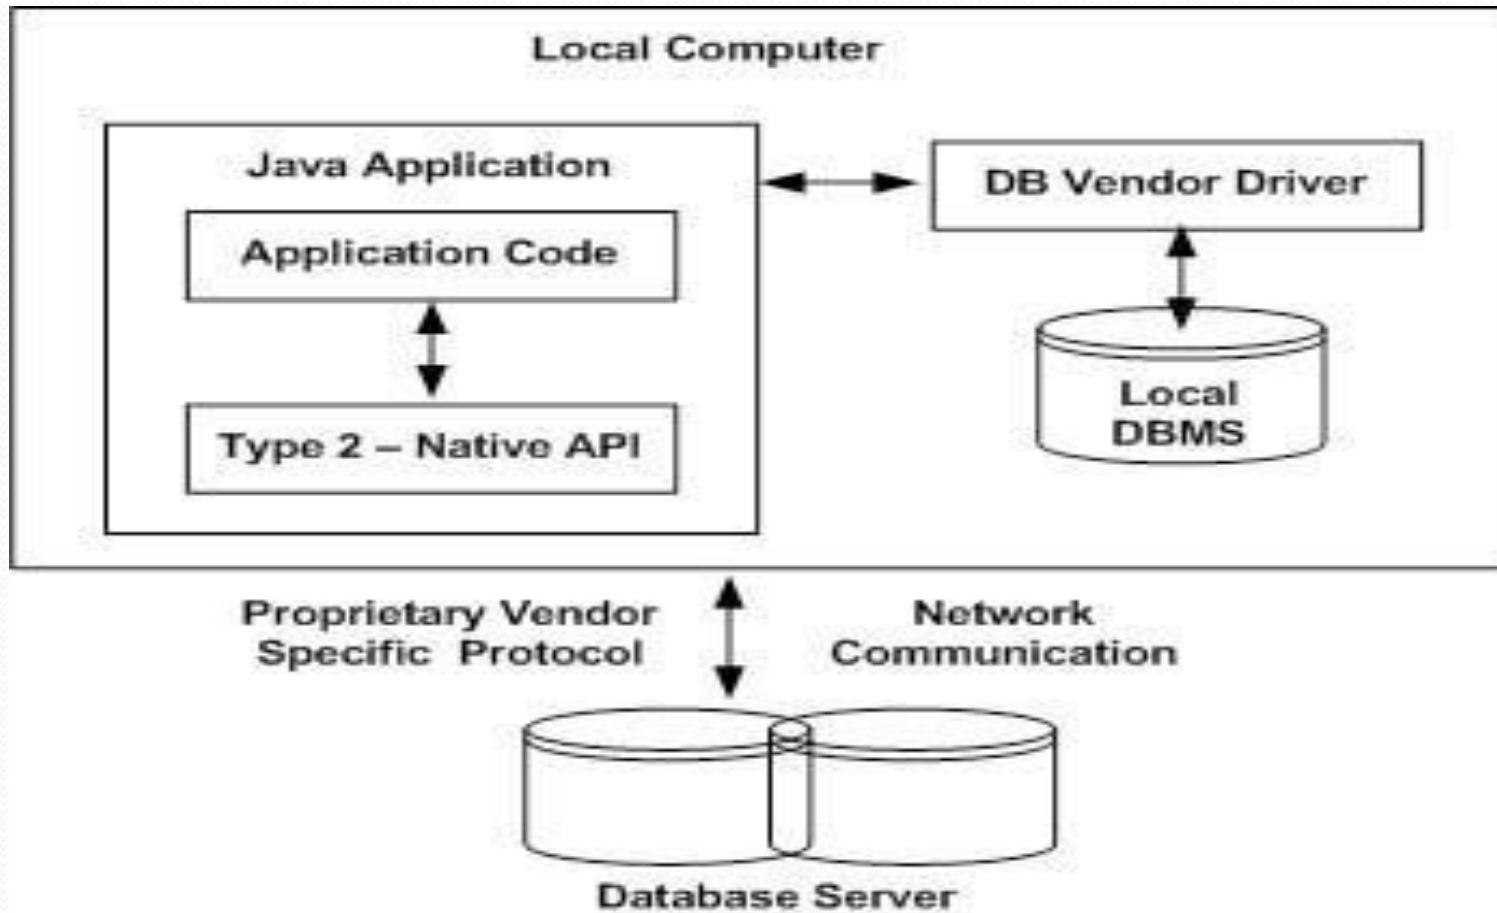 Local Computer
Java Application
Application Code
Type 2 – Native API
DB Vendor Driver
Local
DBMS
Proprietary Vendor
Specific Protocol
Network
Communication
Database Server